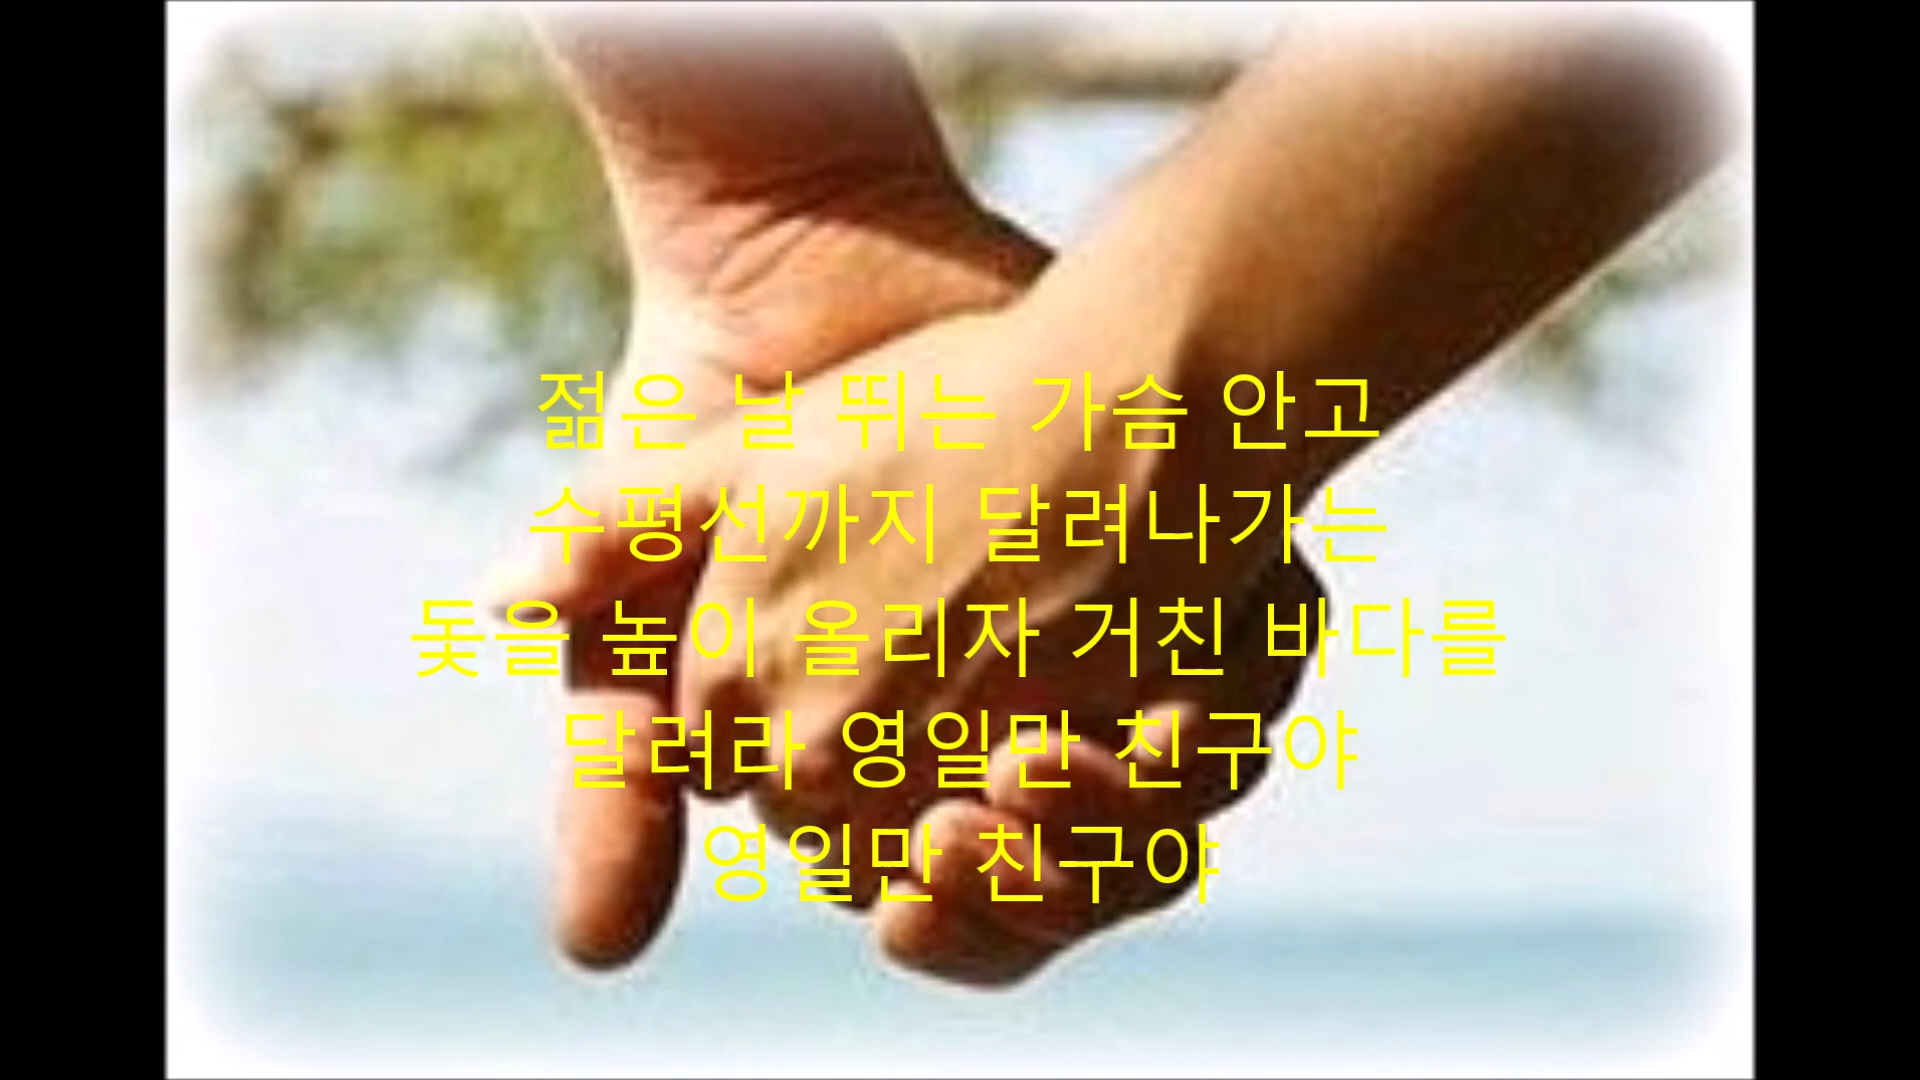 젊은 날 뛰는 가슴 안고
수평선까지 달려나가는
돛을 높이 올리자 거친 바다를
달려라 영일만 친구야
영일만 친구야